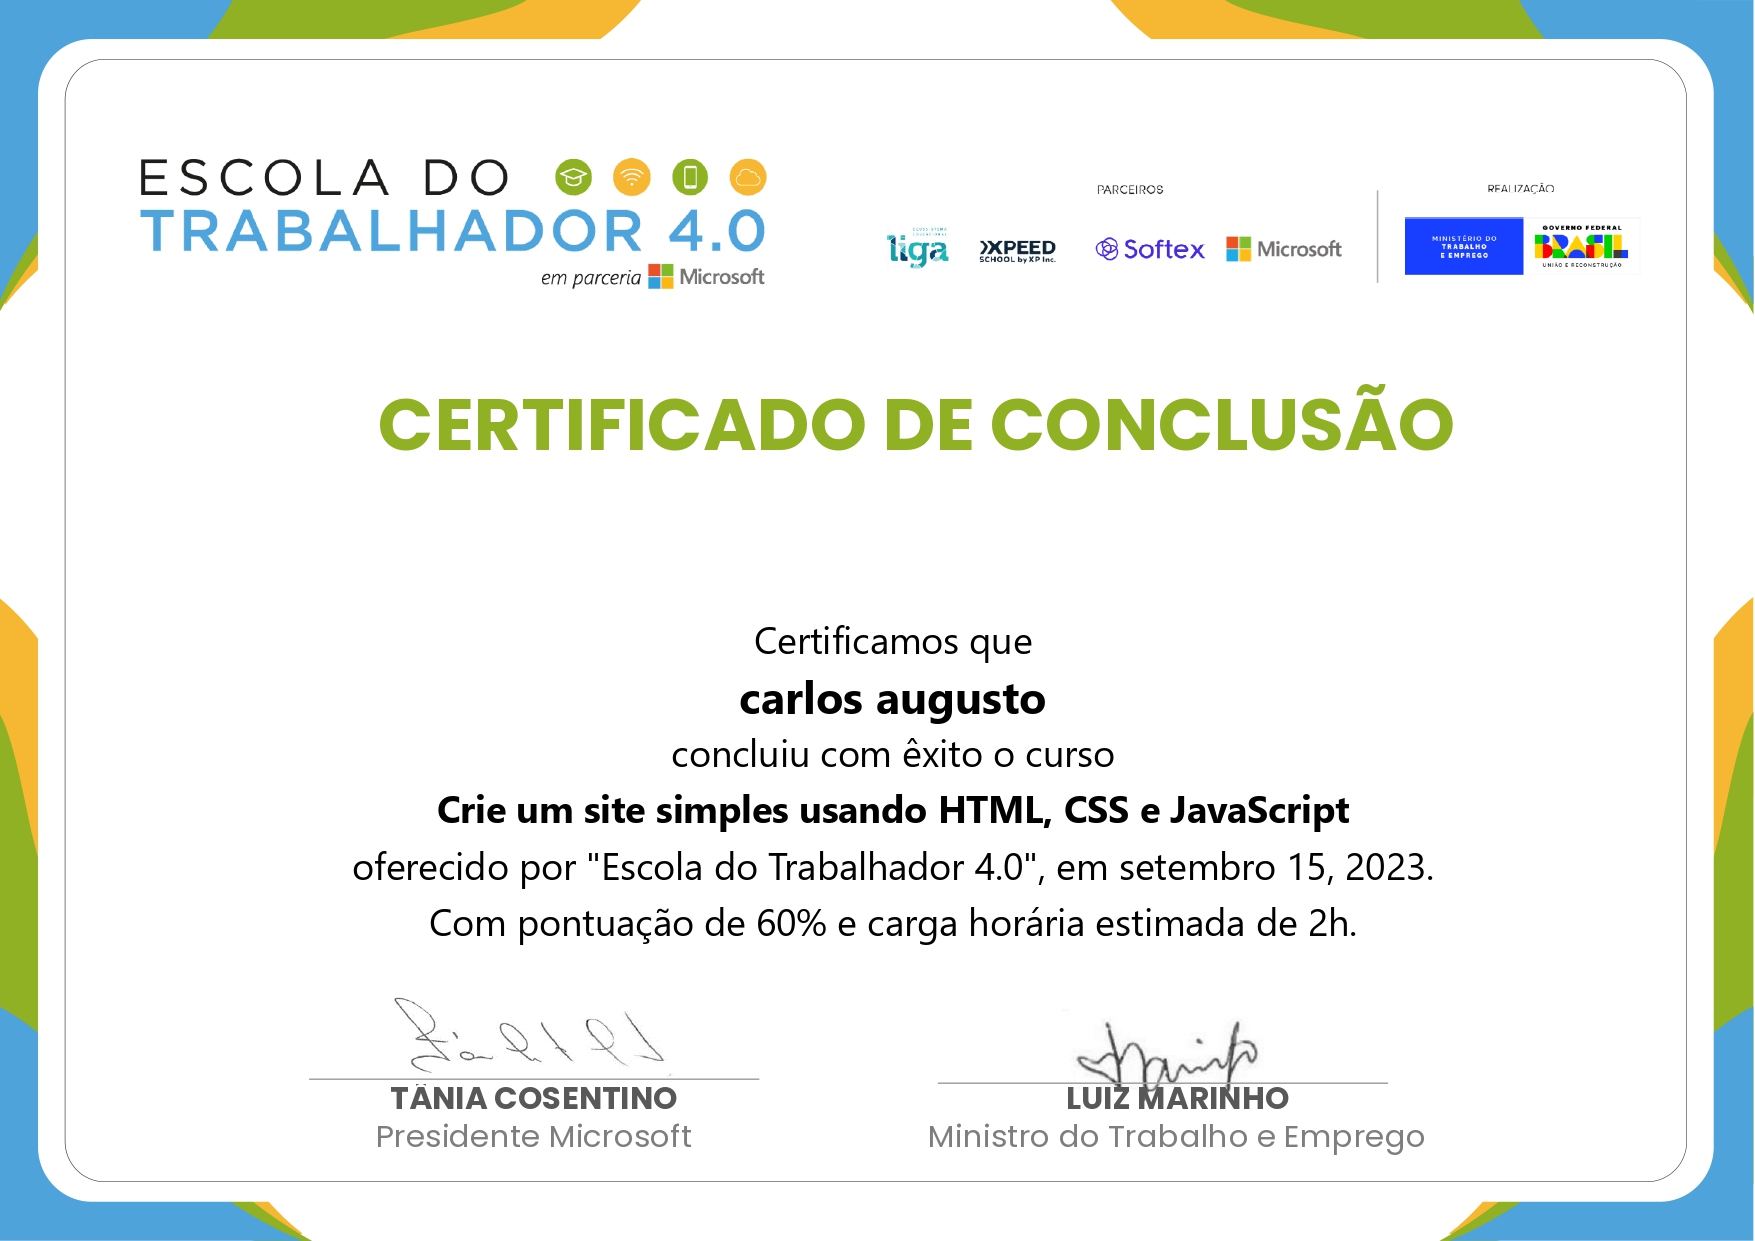 ESCOLA DO
TRABALHADOR 4.0
em parceria Microsoft
PARCEIROS
liga
XPEED
SCHOOL by XP Inc.
Softex
Microsoft
REALIZAÇÃO
MINISTÉRIO DO
TRABALHO
E EMPREGO
GOVERNO FEDERAL
BRASIL
UNIÃO E RECONSTRUÇÃO
CERTIFICADO DE CONCLUSÃO
Certificamos que
carlos augusto
concluiu com êxito o curso
Crie um site simples usando HTML, CSS e JavaScript
oferecido por "Escola do Trabalhador 4.0", em setembro 15, 2023.
Com pontuação de 60% e carga horária estimada de 2h.
TÂNIA COSENTINO
Presidente Microsoft
LUIZ MARINHO
Ministro do Trabalho e Emprego